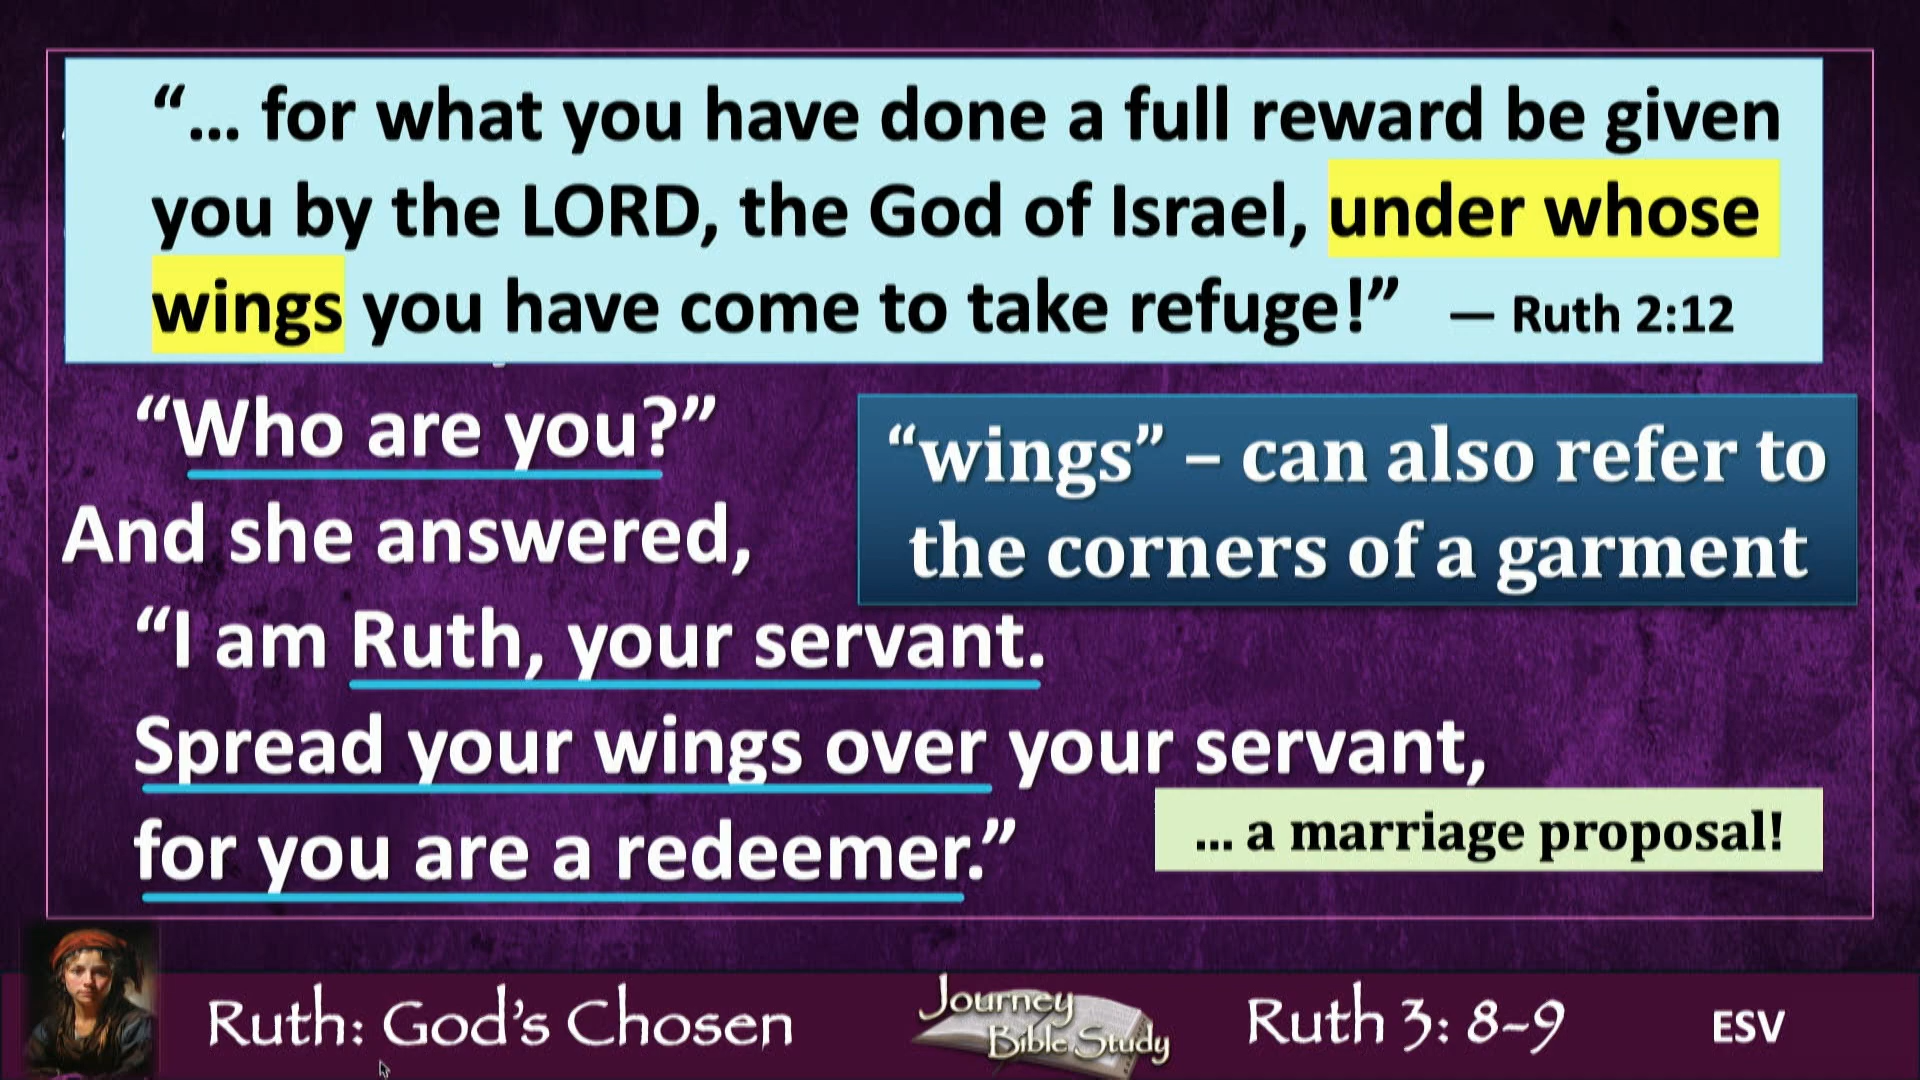 “... for what you have done a full reward be given
you by the LORD, the God of Israel, under whose
wings you have come to take refuge!” — Ruth 2:12
“Who are you?”
“wings” – can also refer to
the corners of a garment
And she answered,
“I am Ruth, your servant.
Spread your wings over your servant,
for you are a redeemer.”
... a marriage proposal!
Ruth: God’s Chosen
Journey
Bible Study
Ruth 3: 8-9
ESV